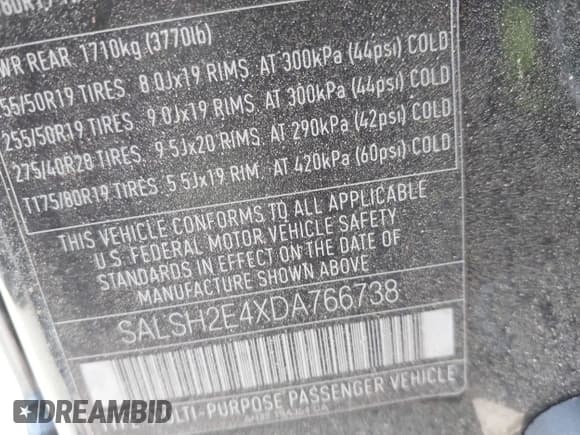 WR REAR 1710kg (3770lb)
55/50R19 TIRES 8.0Jx19 RIMS AT 300kPa (44psi) COLD
255/50R19 TIRES 9.0Jx19 RIMS AT 300kPa (44psi) COLD
275/40R20 TIRES 9 5Jx20 RIMS AT 290kPa (42psi) COLD
T175/80R19 TIRES 5 5Jx19 RIM AT 420kPa (60psi) COLD
THIS VEHICLE CONFORMS TO ALL APPLICABLE
U.S. FEDERAL MOTOR VEHICLE SAFETY
STANDARDS IN EFFECT ON THE DATE OF
MANUFACTURE SHOWN ABOVE
SALSH2E4XDA766738
MULTI-PURPOSE PASSENGER VEHICLE
DREAMBID